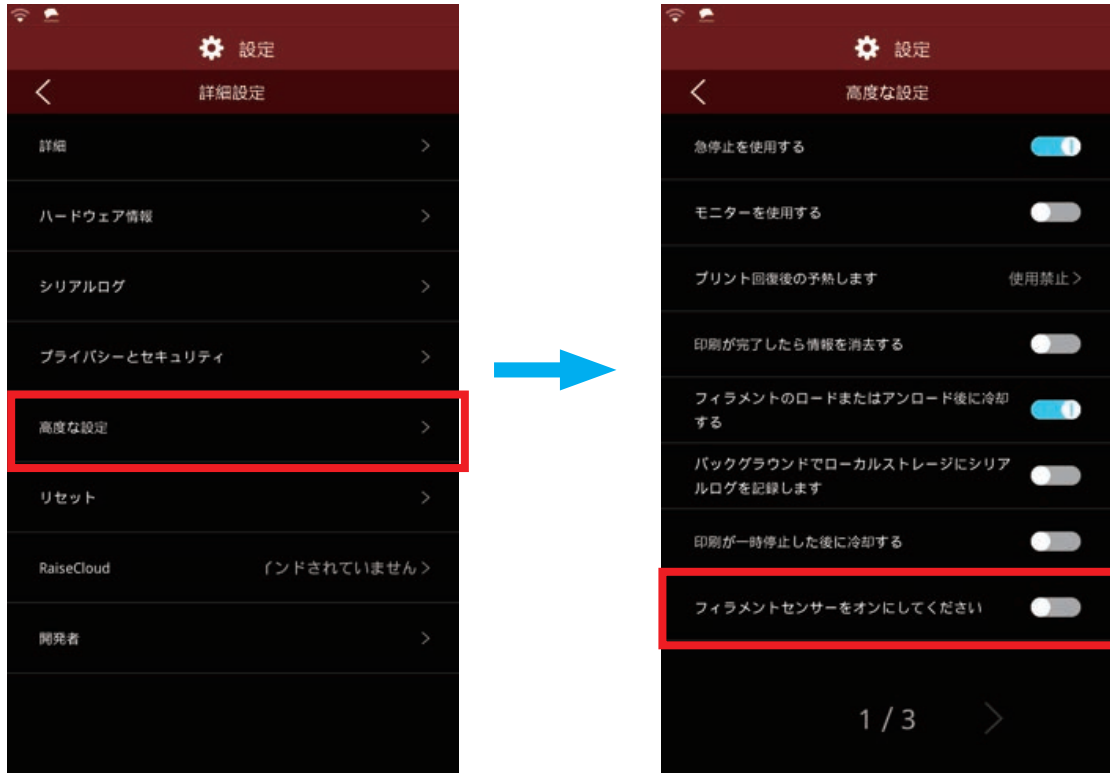 設定
詳細設定
詳細
ハードウェア情報
シリアルログ
プライバシーとセキュリティ
高度な設定
リセット
RaiseCloud インドされていません
開発者
設定
高度な設定
急停止を使用する
モニターを使用する
プリント回復後の予熱します 使用禁止
印刷が完了したら情報を消去する
フィラメントのロードまたはアンロード後に冷却
する
バックグラウンドでローカルストレージにシリア
ルログを記録します
印刷が一時停止した後に冷却する
フィラメントセンサーをオンにしてください
1 / 3